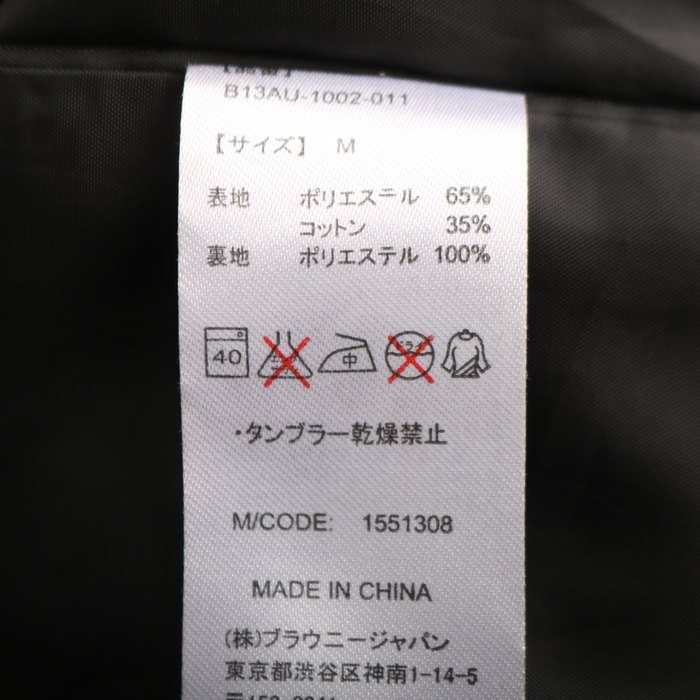 【品番】
B13AU-1002-011
【サイズ】 M
表地 ポリエステル 65%
コットン 35%
裏地 ポリエステル 100%
40 中
・タンブラー乾燥禁止
M/CODE: 1551308
MADE IN CHINA
(株)ブラウニージャパン
東京都渋谷区神南1-14-5